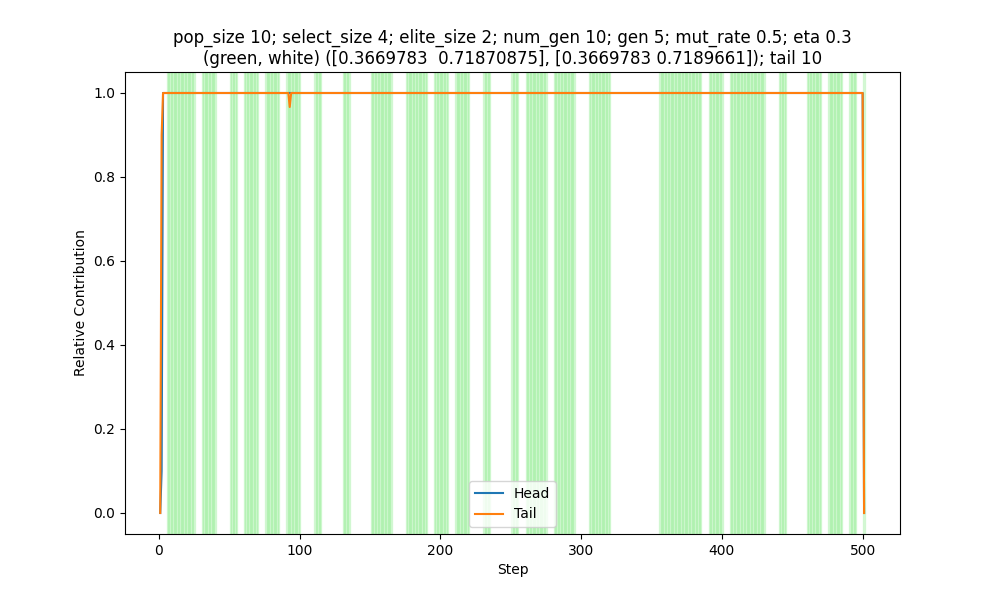 pop_size 10; select_size 4; elite_size 2; num_gen 10; gen 5; mut_rate 0.5; eta 0.3
(green, white) ([0.3669783  0.71870875], [0.3669783 0.7189661]); tail 10
1.0
0.8
0.6
0.4
0.2
0.0
Relative Contribution
Head
Tail
0
100
200
300
400
500
Step